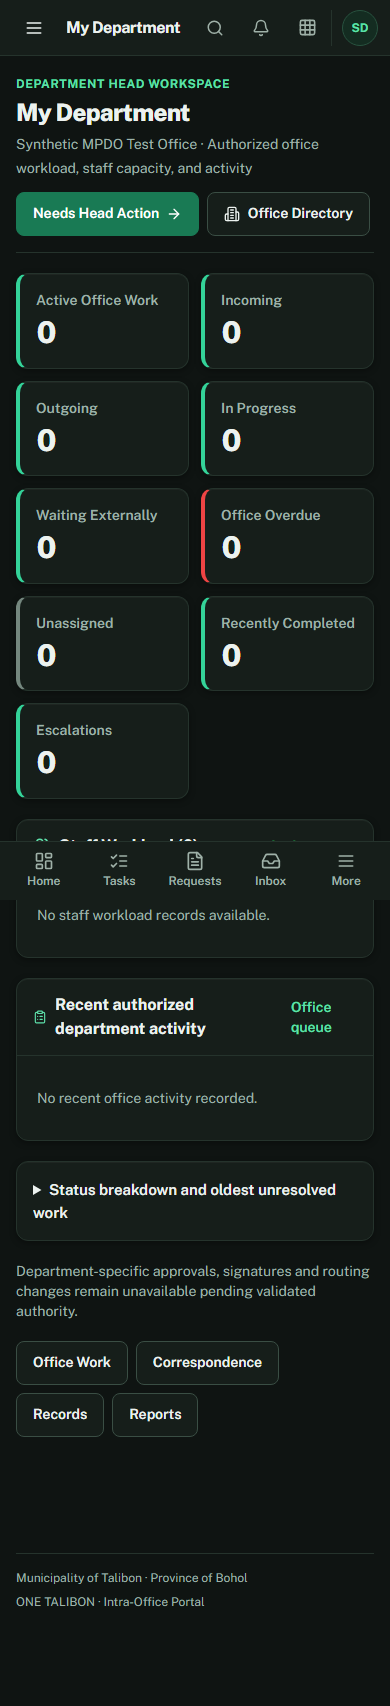 My Department
SD
DEPARTMENT HEAD WORKSPACE
My Department
Synthetic MPDO Test Office · Authorized office
workload, staff capacity, and activity
Needs Head Action
Office Directory
Active Office Work
0
Incoming
0
Outgoing
0
In Progress
0
Waiting Externally
0
Office Overdue
0
Unassigned
0
Recently Completed
0
Escalations
0
Home
Tasks
Requests
Inbox
More
No staff workload records available.
Recent authorized
department activity
Office
queue
No recent office activity recorded.
Status breakdown and oldest unresolved
work
Department-specific approvals, signatures and routing
changes remain unavailable pending validated
authority.
Office Work
Correspondence
Records
Reports
Municipality of Talibon · Province of Bohol
ONE TALIBON · Intra-Office Portal